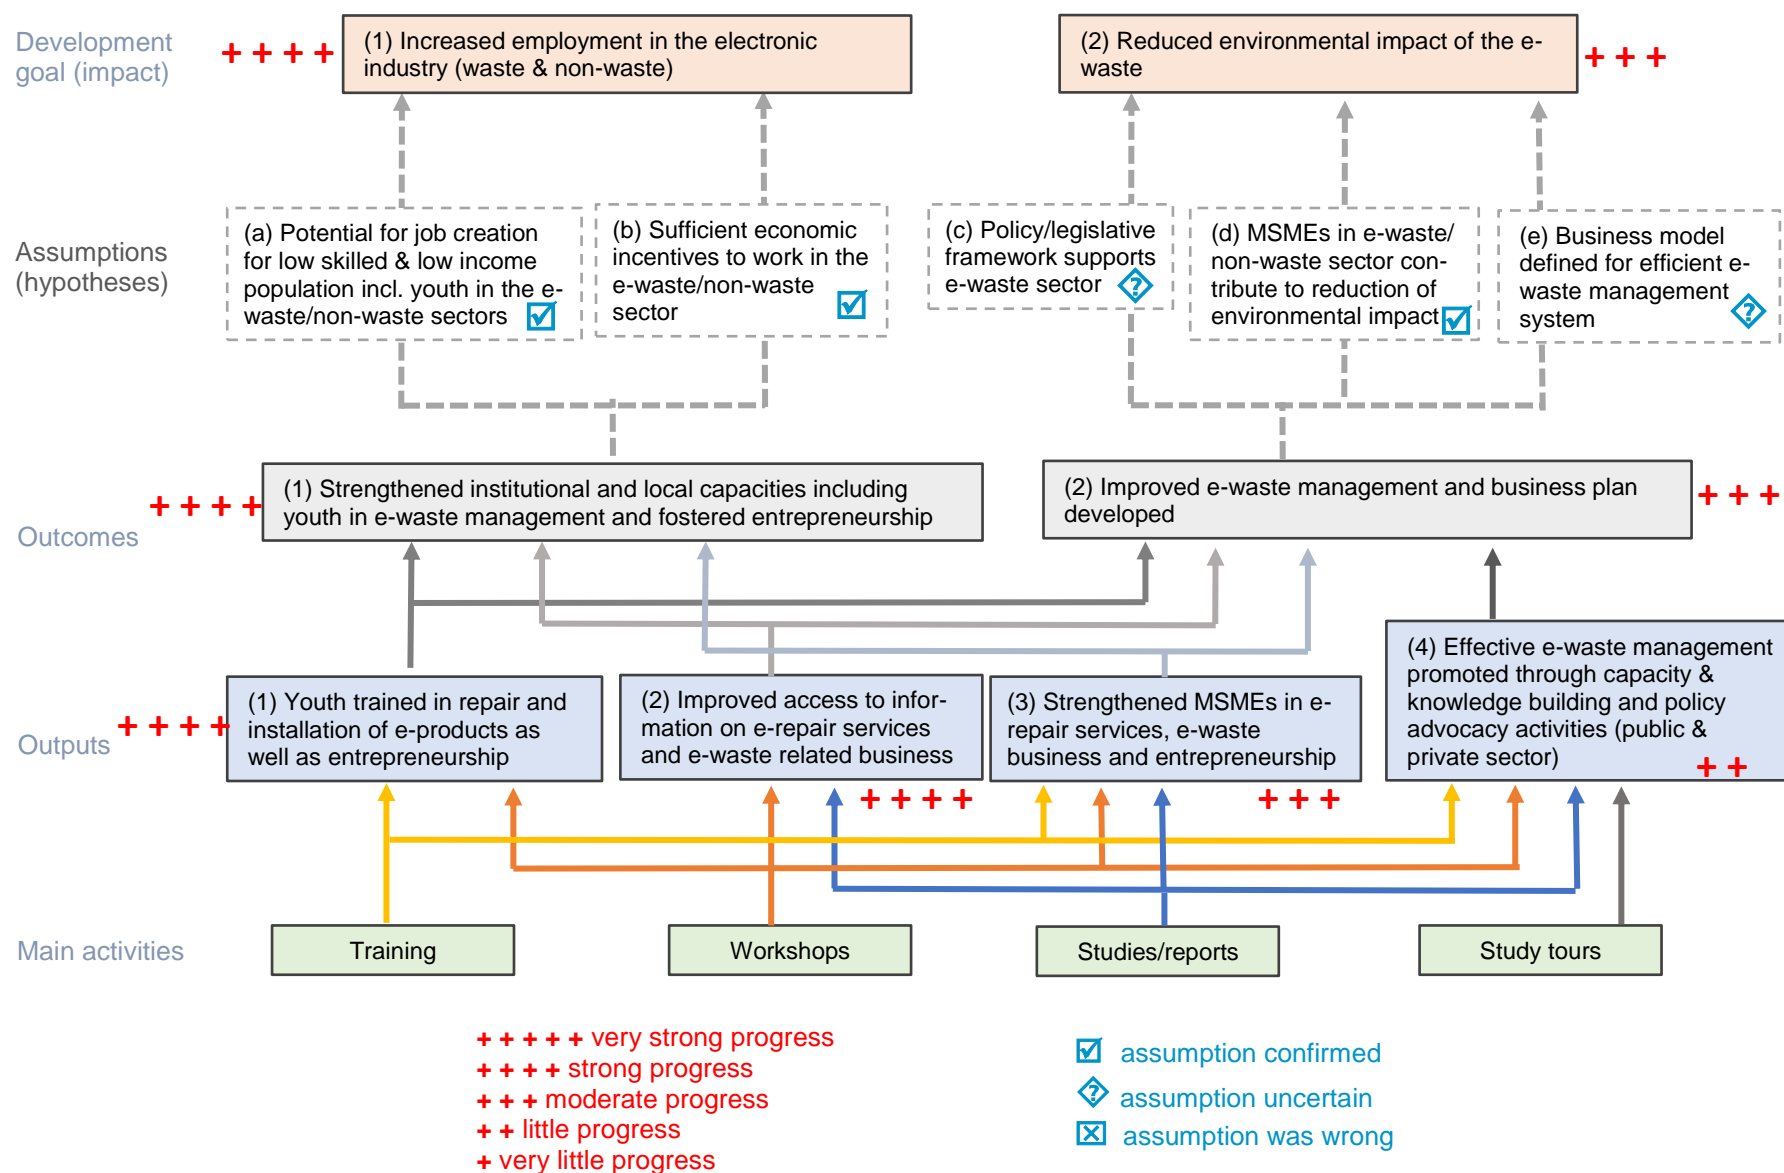 Development
goal (impact)
+ + + +
(1) Increased employment in the electronic
industry (waste & non-waste)
(2) Reduced environmental impact of the e-
waste
+ + +
Assumptions
(hypotheses)
(a) Potential for job creation
for low skilled & low income
population incl. youth in the e-
waste/non-waste sectors
(b) Sufficient economic
incentives to work in the
e-waste/non-waste
sector
(c) Policy/legislative
framework supports
e-waste sector
?
(d) MSMEs in e-waste/
non-waste sector con-
tribute to reduction of
environmental impact
(e) Business model
defined for efficient e-
waste management
system
?
Outcomes
+ + + +
(1) Strengthened institutional and local capacities including
youth in e-waste management and fostered entrepreneurship
(2) Improved e-waste management and business plan
developed
+ + +
Outputs
+ + + +
(1) Youth trained in repair and
installation of e-products as
well as entrepreneurship
(2) Improved access to infor-
mation on e-repair services
and e-waste related business
+ + + +
(3) Strengthened MSMEs in e-
repair services, e-waste
business and entrepreneurship
+ + +
(4) Effective e-waste management
promoted through capacity &
knowledge building and policy
advocacy activities (public &
private sector)
+ +
Main activities
Training
Workshops
Studies/reports
Study tours
+ + + + + very strong progress
+ + + + strong progress
+ + + moderate progress
+ + little progress
+ very little progress
assumption confirmed
? assumption uncertain
assumption was wrong